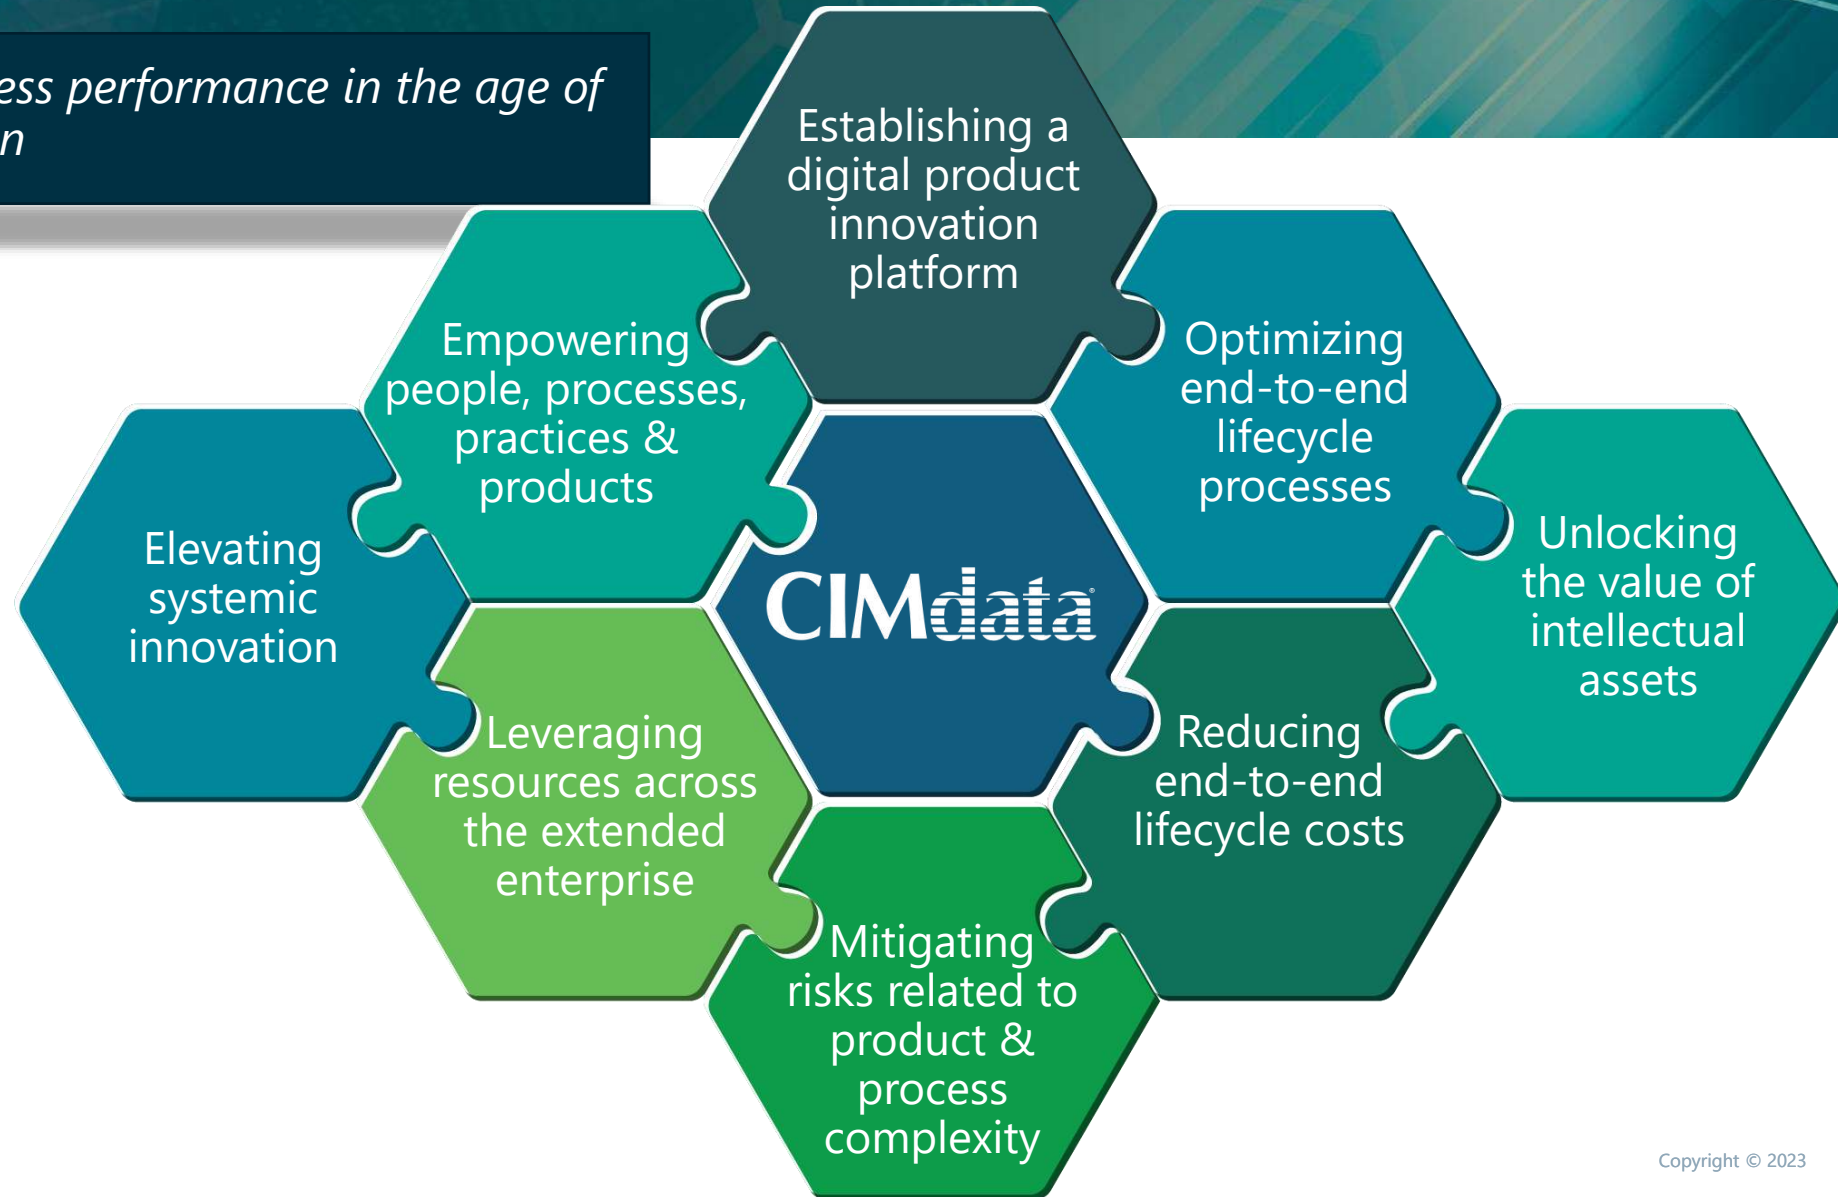 performance in the age of
Establishing a
digital product
innovation
platform
Empowering
people, processes,
practices &
products
Optimizing
end-to-end
lifecycle
processes
Elevating
systemic
innovation
CIMdata®
Unlocking
the value of
intellectual
assets
Leveraging
resources across
the extended
enterprise
Reducing
end-to-end
lifecycle costs
Mitigating
risks related to
product &
process
complexity
Copyright © 2023